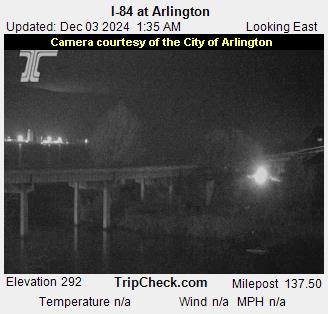 I-84 at Arlington
Updated: Dec 03 2024 1:35 AM Looking East
Camera courtesy of the City of Arlington
Elevation 292 TripCheck.com Milepost 137.50
Temperature n/a Wind n/a MPH n/a